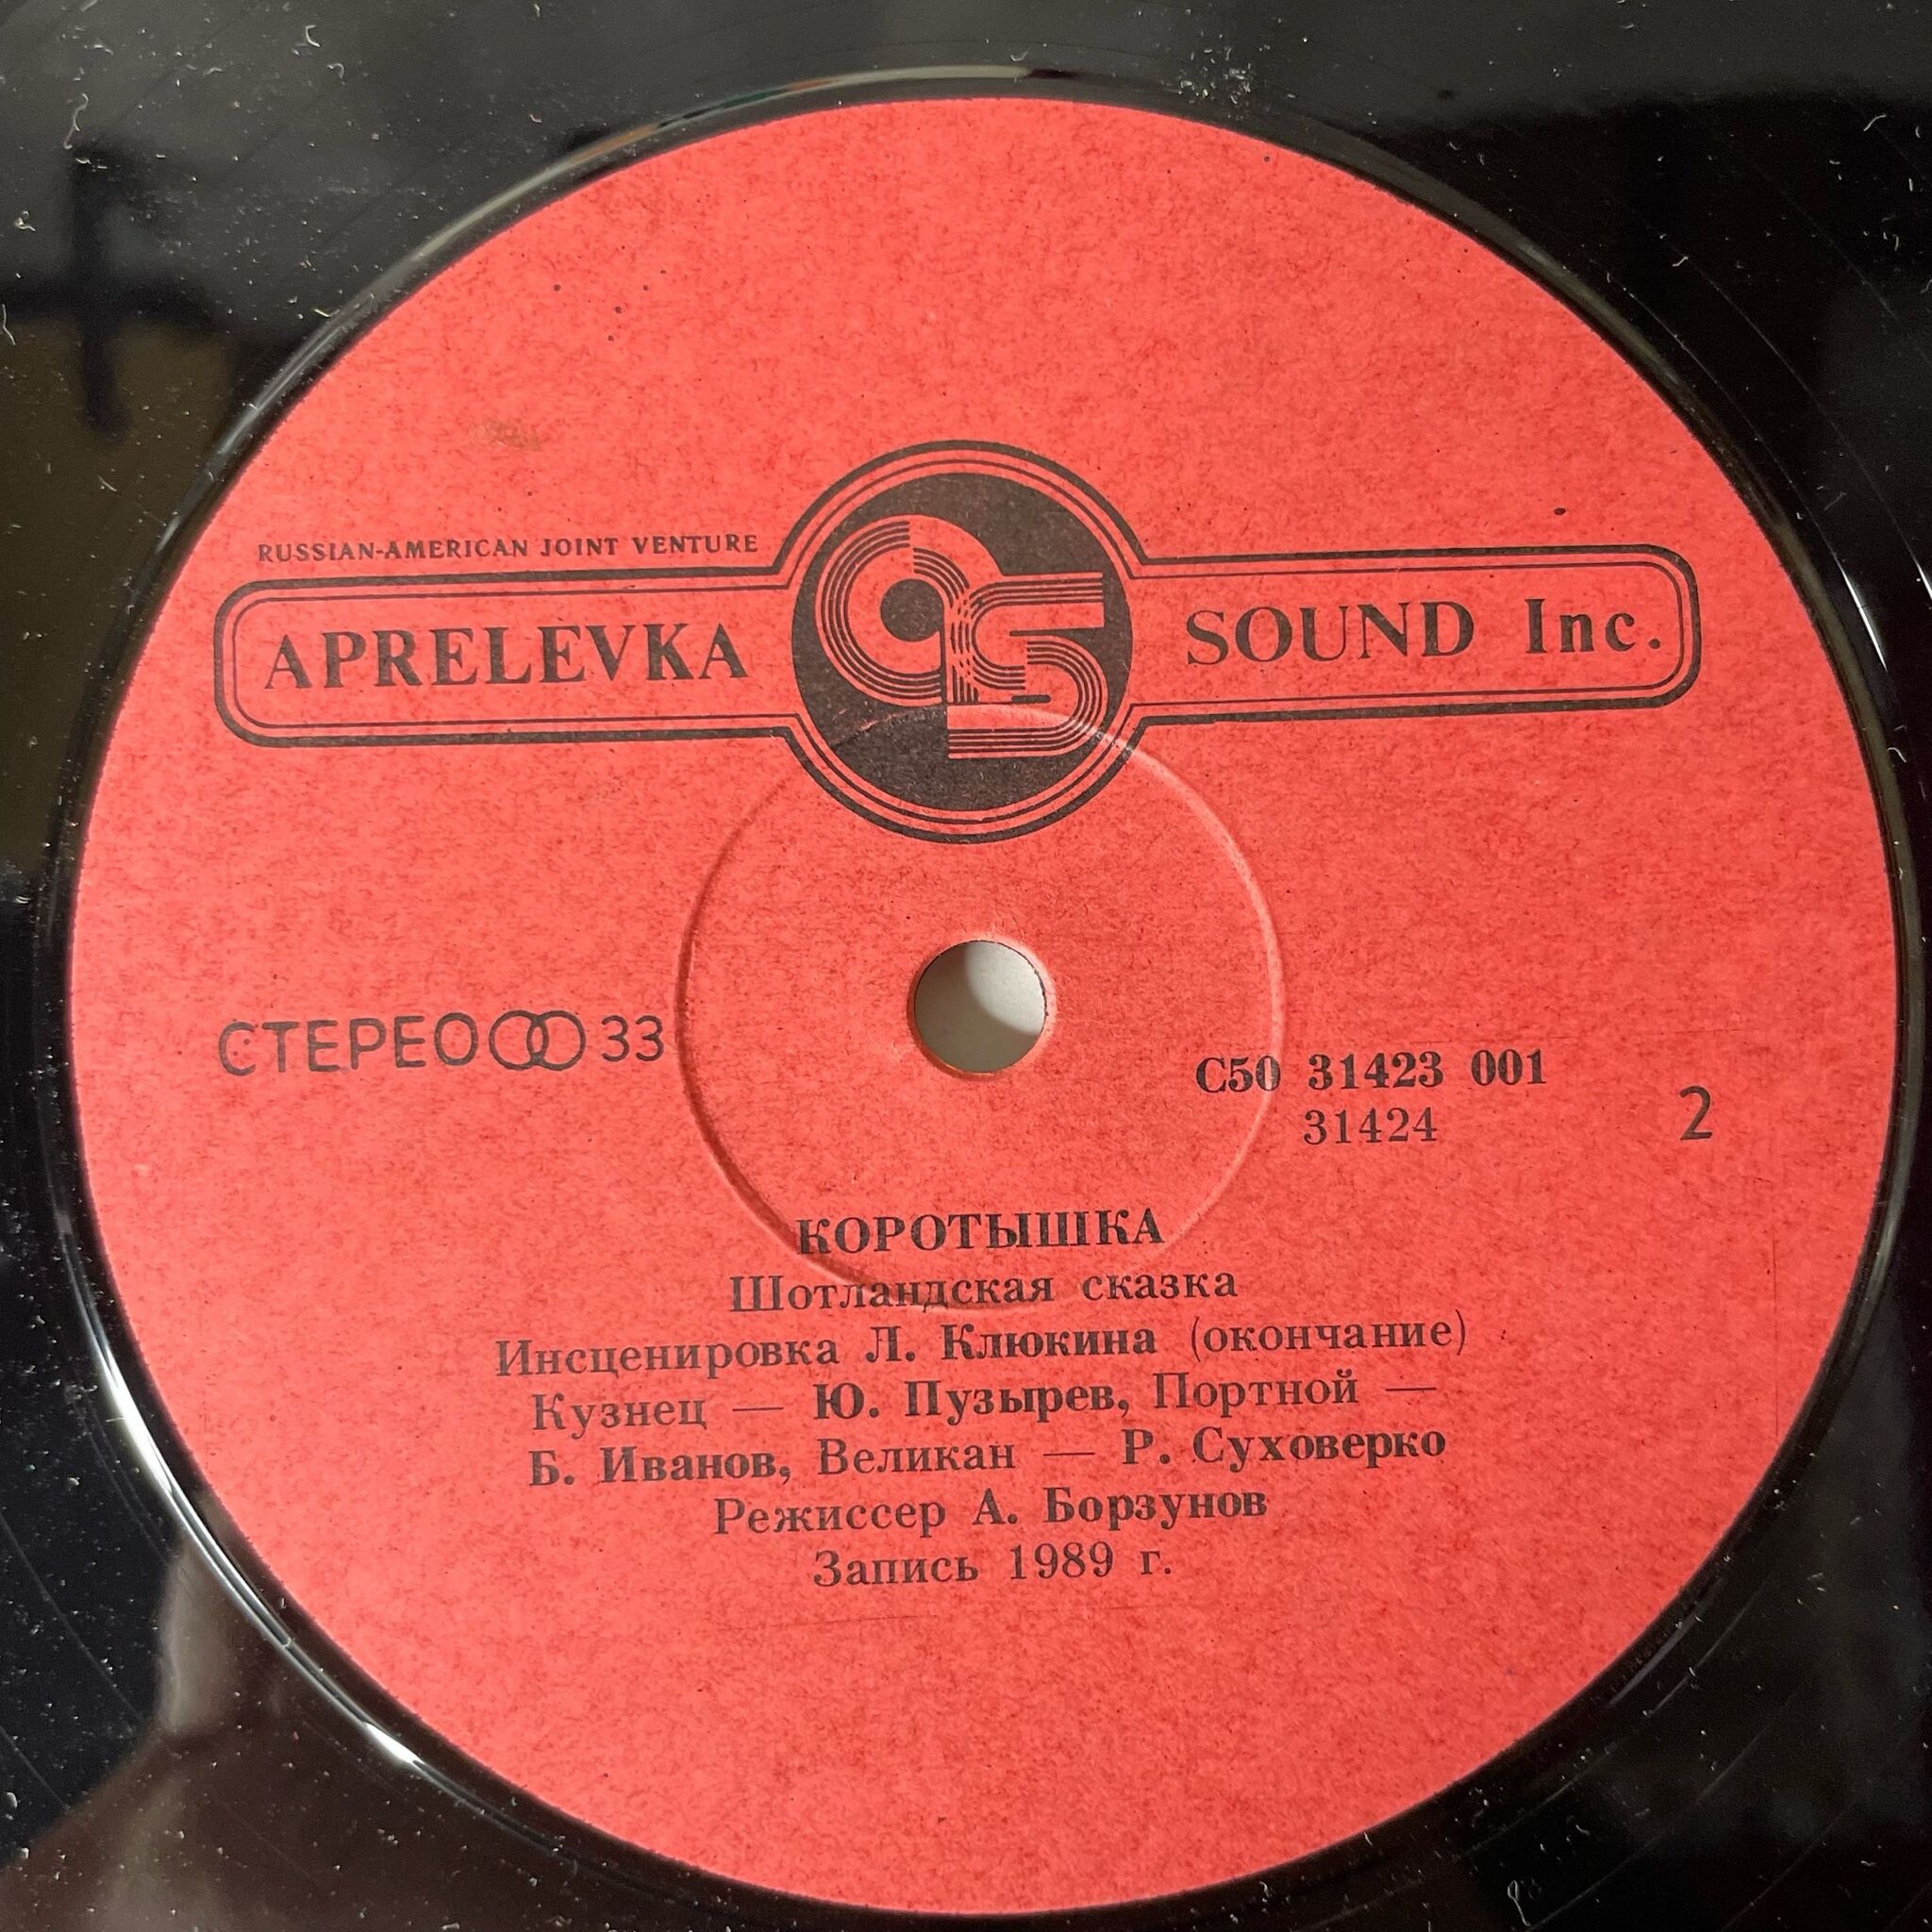 RUSSIAN-AMERICAN JOINT VENTURE
APRELEVKA aS SOUND Inc.
СТЕРЕО 33
С50 31423 001
31424
2
КОРОТЫШКА
Шотландская сказка
Инсценировка Л. Клюкина (окончание)
Кузнец — Ю. Пузырев, Портной —
Б. Иванов, Великан — Р. Суховерко
Режиссер А. Борзунов
Запись 1989 г.